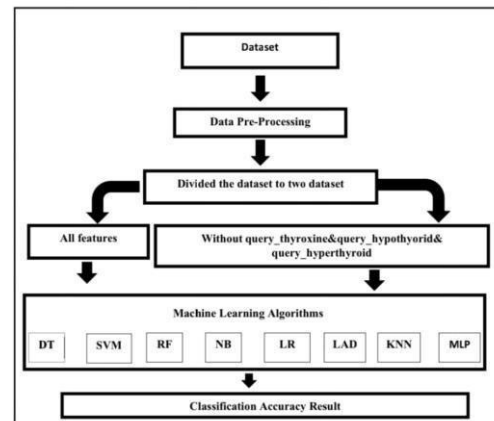 Dataset
Data Pre-Processing
Divided the dataset to two dataset
All features
Without query_thyroxine&query_hypothyorid&
query_hyperthyroid
Machine Learning Algorithms
DT SVM RF NB LR LAD KNN MLP
Classification Accuracy Result